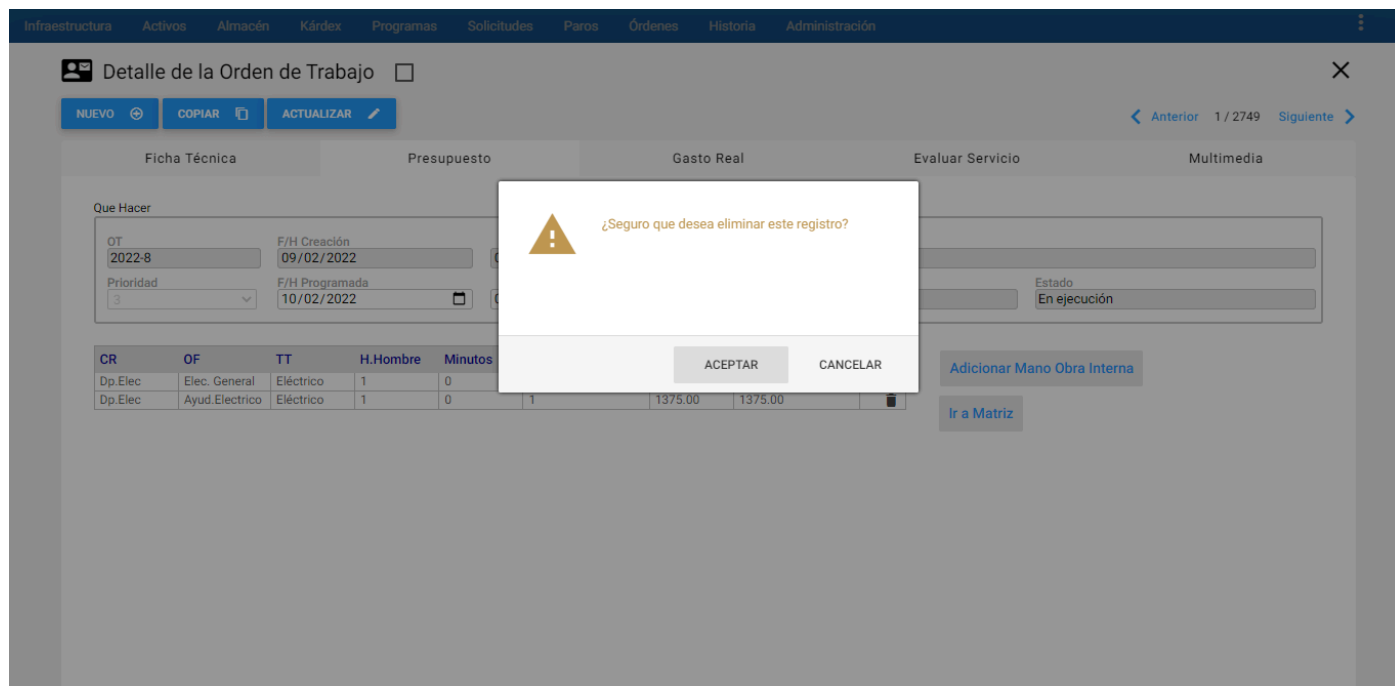 Infraestructura Activos Almacén Kárdex Programas Solicitudes Paros Órdenes Historia Administración
Detalle de la Orden de Trabajo
NUEVO COPIAR ACTUALIZAR
Anterior 1 / 2749 Siguiente
Ficha Técnica Presupuesto Gasto Real Evaluar Servicio Multimedia
¿Seguro que desea eliminar este registro?
ACEPTAR CANCELAR
Que Hacer
OT F/H Creación
2022-8 09/02/2022
Prioridad F/H Programada Estado
3 10/02/2022 En ejecución
CR OF TT H.Hombre Minutos
Dp.Elec Elec. General Eléctrico 1 0
Dp.Elec Ayud.Electrico Eléctrico 1 0 1 1375.00 1375.00
Adicionar Mano Obra Interna
Ir a Matriz